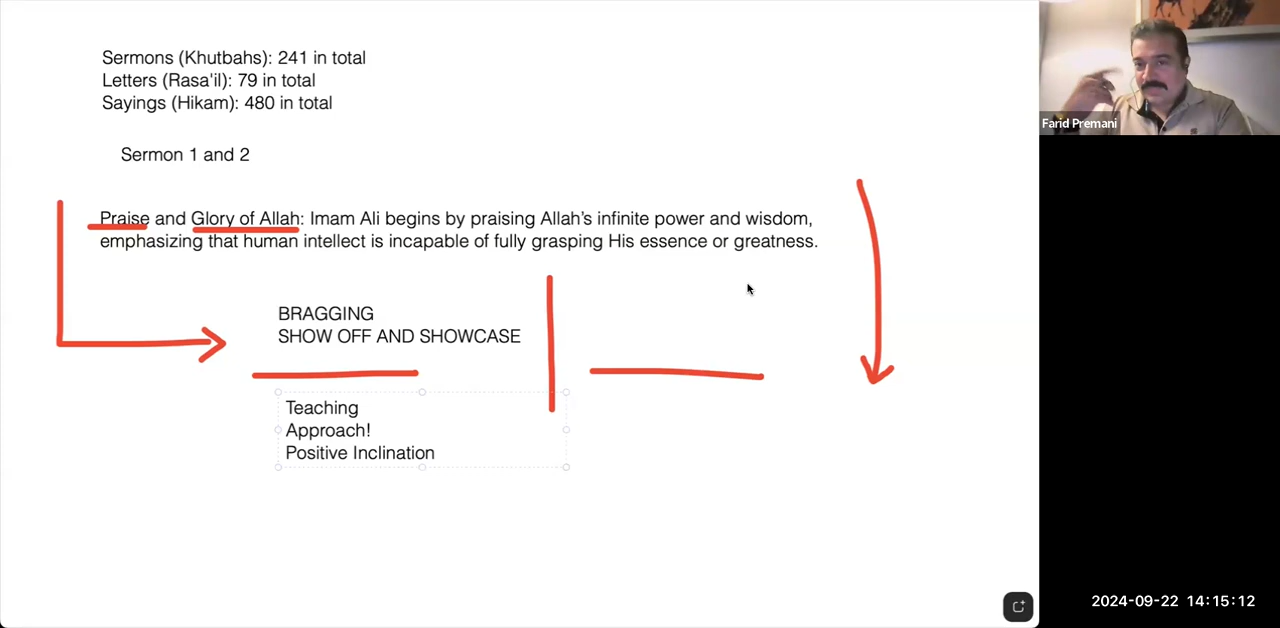 Sermons (Khutbahs): 241 in total
Letters (Rasa'il): 79 in total
Sayings (Hikam): 480 in total
Sermon 1 and 2
Praise and Glory of Allah: Imam Ali begins by praising Allah's infinite power and wisdom,
emphasizing that human intellect is incapable of fully grasping His essence or greatness.
BRAGGING
SHOW OFF AND SHOWCASE
Teaching
Approach!
Positive Inclination
Farid Premani
2024-09-22 14:15:12